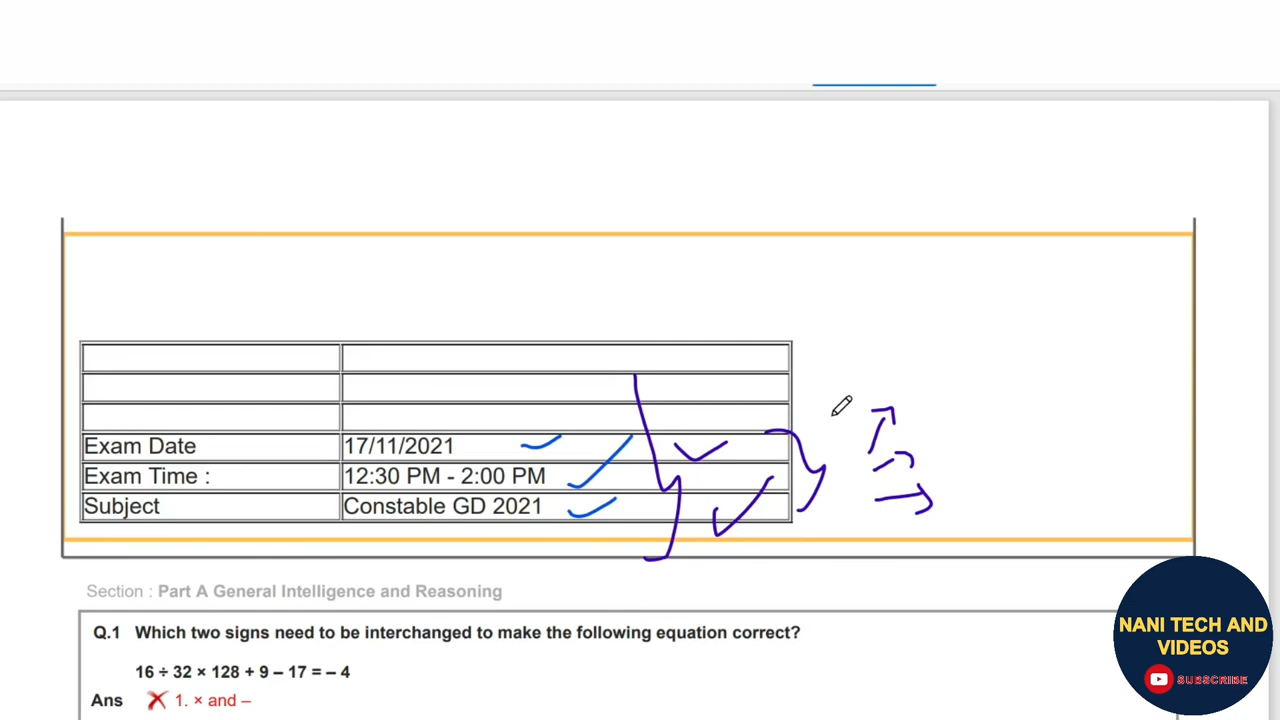 Exam Date 17/11/2021
Exam Time : 12:30 PM - 2:00 PM
Subject Constable GD 2021
Section : Part A General Intelligence and Reasoning
Q.1 Which two signs need to be interchanged to make the following equation correct?
16 ÷ 32 × 128 + 9 – 17 = – 4
Ans 1. × and –
NANI TECH AND
VIDEOS
SUBSCRIBE